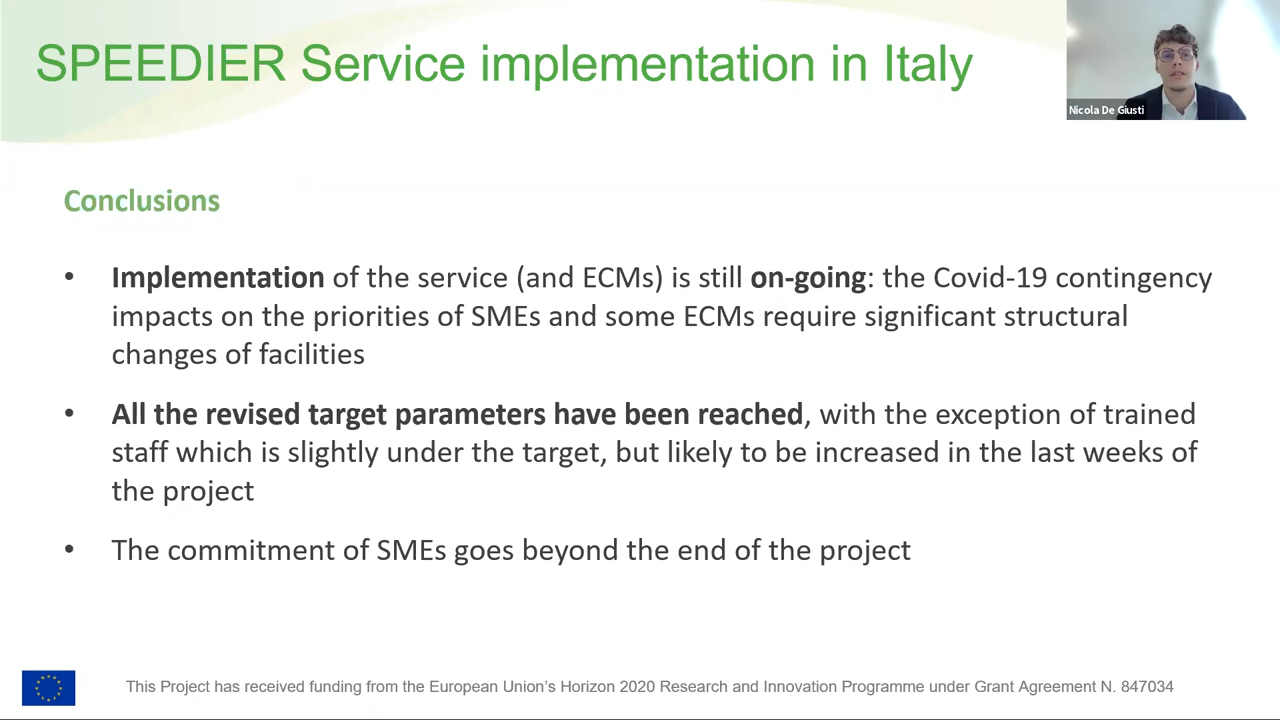 SPEEDIER Service implementation in Italy
Nicola De Giusti
Conclusions
• Implementation of the service (and ECMs) is still on-going: the Covid-19 contingency
impacts on the priorities of SMEs and some ECMs require significant structural
changes of facilities
• All the revised target parameters have been reached, with the exception of trained
staff which is slightly under the target, but likely to be increased in the last weeks of
the project
• The commitment of SMEs goes beyond the end of the project
This Project has received funding from the European Union’s Horizon 2020 Research and Innovation Programme under Grant Agreement N. 847034